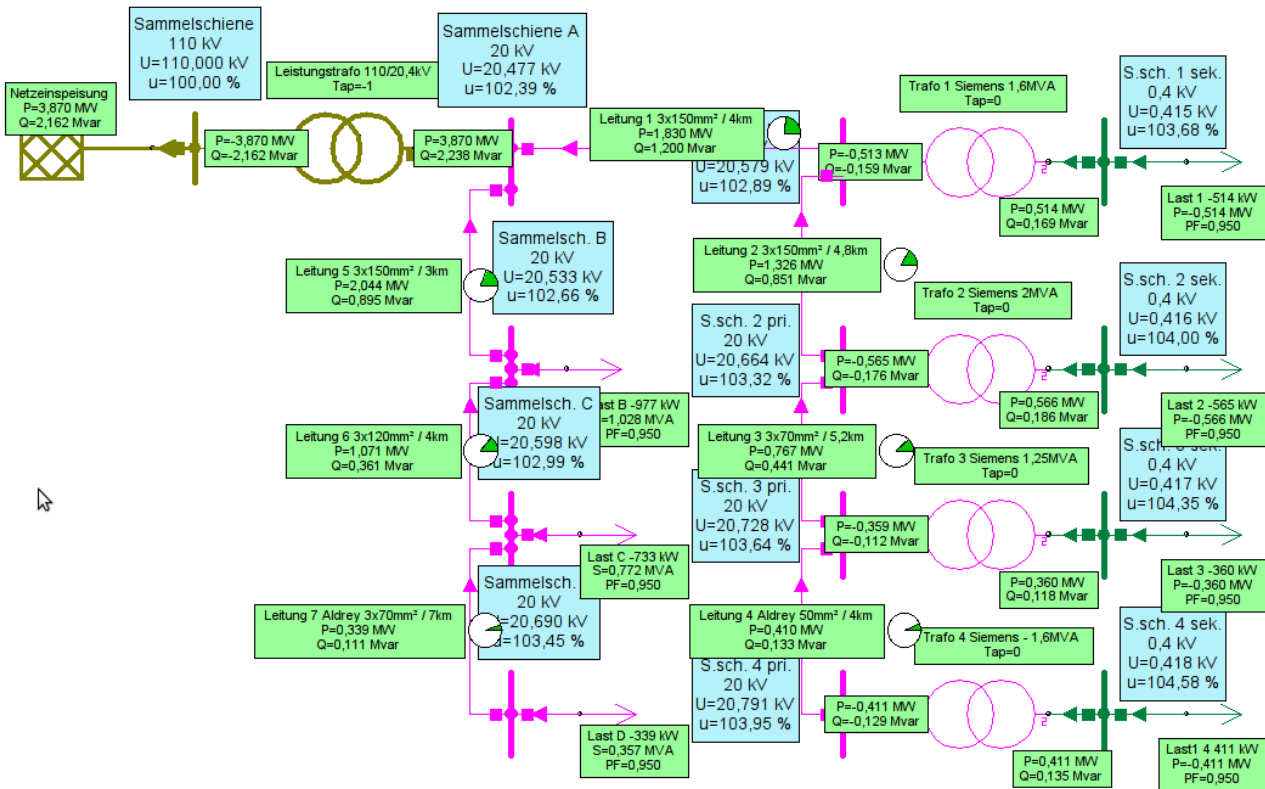 Sammelschiene
110 kV
U=110,000 kV
u=100,00 %
Sammelschiene A
20 kV
U=20,477 kV
u=102,39 %
Netzeinspeisung
P=3,870 MW
Q=2,162 Mvar
Leistungstrafo 110/20,4kV
Tap=-1
P=-3,870 MW
Q=-2,162 Mvar
P=3,870 MW
Q=2,238 Mvar
Leitung 1 3x150mm² / 4km
P=1,830 MW
Q=1,200 Mvar
U=20,579 kV
u=102,89 %
Trafo 1 Siemens 1,6MVA
Tap=0
P=-0,513 MW
Q=-0,159 Mvar
2
P=0,514 MW
Q=0,169 Mvar
S.sch. 1 sek.
0,4 kV
U=0,415 kV
u=103,68 %
Last 1 -514 kW
P=-0,514 MW
PF=0,950
Leitung 5 3x150mm² / 3km
P=2,044 MW
Q=0,895 Mvar
Sammelsch. B
20 kV
U=20,533 kV
u=102,66 %
Leitung 2 3x150mm² / 4,8km
P=1,326 MW
Q=0,851 Mvar
Trafo 2 Siemens 2MVA
Tap=0
S.sch. 2 pri.
20 kV
U=20,664 kV
u=103,32 %
P=-0,565 MW
Q=-0,176 Mvar
2
P=0,566 MW
Q=0,186 Mvar
S.sch. 2 sek.
0,4 kV
U=0,416 kV
u=104,00 %
Last 2 -565 kW
P=-0,566 MW
PF=0,950
Last B -977 kW
=1,028 MVA
PF=0,950
Leitung 6 3x120mm² / 4km
P=1,071 MW
Q=0,361 Mvar
Sammelsch. C
20 kV
=20,598 kV
=102,99 %
Leitung 3 3x70mm² / 5,2km
P=0,767 MW
Q=0,441 Mvar
Trafo 3 Siemens 1,25MVA
Tap=0
S.sch. 3 pri.
20 kV
U=20,728 kV
u=103,64 %
P=-0,359 MW
Q=-0,112 Mvar
2
P=0,360 MW
Q=0,118 Mvar
S.sch. 3 sek.
0,4 kV
U=0,417 kV
u=104,35 %
Last 3 -360 kW
P=-0,360 MW
PF=0,950
Last C -733 kW
S=0,772 MVA
PF=0,950
Leitung 7 Aldrey 3x70mm² / 7km
P=0,339 MW
Q=0,111 Mvar
Sammelsch.
20 kV
=20,690 kV
=103,45 %
Leitung 4 Aldrey 50mm² / 4km
P=0,410 MW
Q=0,133 Mvar
Trafo 4 Siemens - 1,6MVA
Tap=0
S.sch. 4 pri.
20 kV
U=20,791 kV
u=103,95 %
P=-0,411 MW
Q=-0,129 Mvar
2
P=0,411 MW
Q=0,135 Mvar
S.sch. 4 sek.
0,4 kV
U=0,418 kV
u=104,58 %
Last1 4 411 kW
P=-0,411 MW
PF=0,950
Last D -339 kW
S=0,357 MVA
PF=0,950